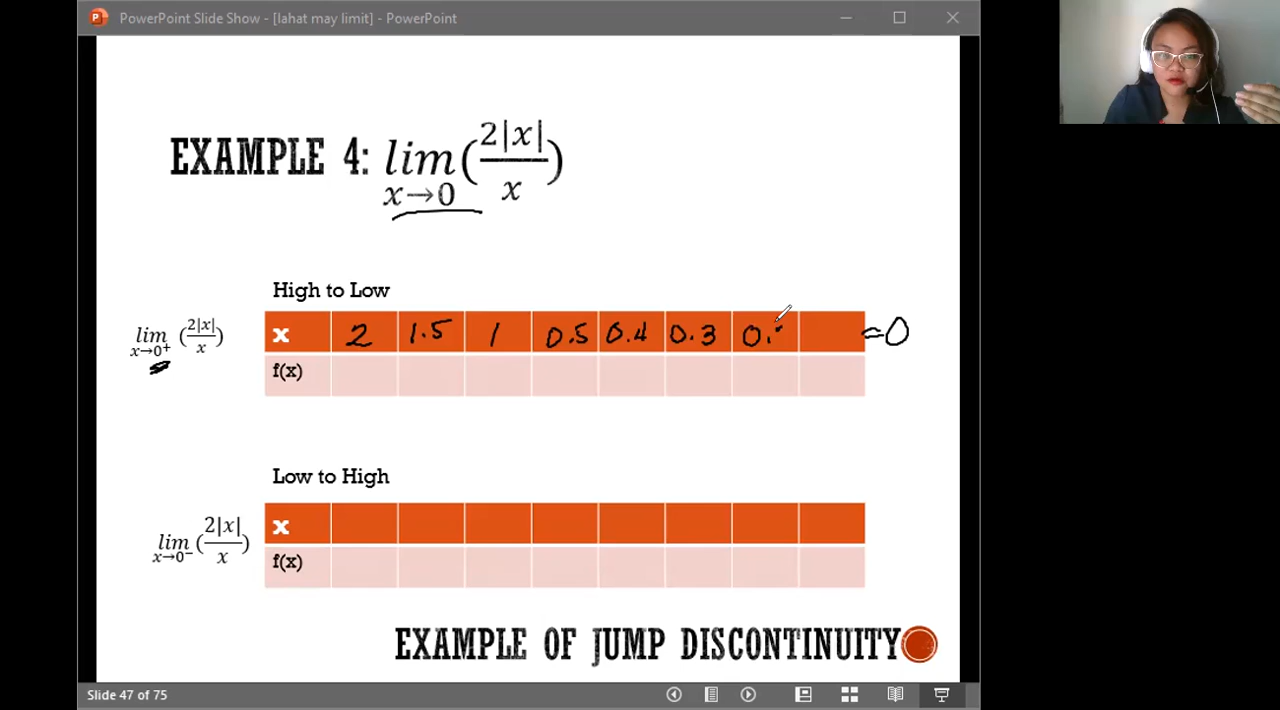 PowerPoint Slide Show - [lahat may limit] - PowerPoint
EXAMPLE 4: lim x→0 (2|x|/x)
High to Low
lim x→0⁺ (2|x|/x)
x 2 1.5 1 0.5 0.4 0.3 0. ≈0
f(x)
Low to High
lim x→0⁻ (2|x|/x)
x
f(x)
EXAMPLE OF JUMP DISCONTINUITY
Slide 47 of 75